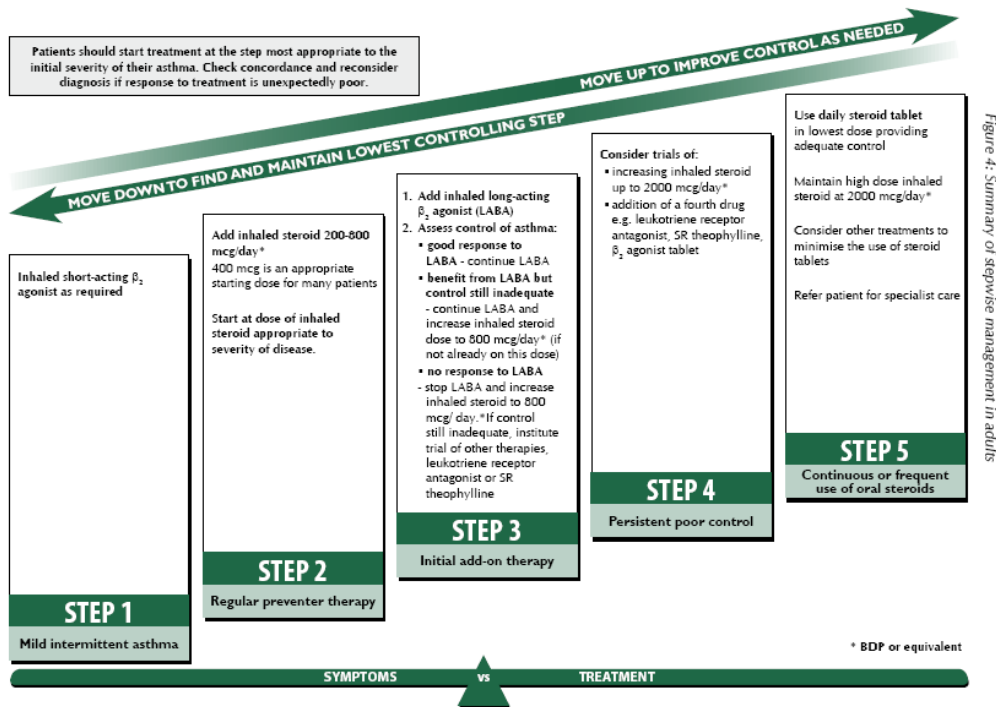 Patients should start treatment at the step most appropriate to the
initial severity of their asthma. Check concordance and reconsider
diagnosis if response to treatment is unexpectedly poor.
MOVE UP TO IMPROVE CONTROL AS NEEDED
MOVE DOWN TO FIND AND MAINTAIN LOWEST CONTROLLING STEP
Inhaled short-acting β₂
agonist as required
STEP 1
Mild intermittent asthma
Add inhaled steroid 200-800
mcg/day*
400 mcg is an appropriate
starting dose for many patients
Start at dose of inhaled
steroid appropriate to
severity of disease.
STEP 2
Regular preventer therapy
1. Add inhaled long-acting
β₂ agonist (LABA)
2. Assess control of asthma:
▪ good response to
LABA - continue LABA
▪ benefit from LABA but
control still inadequate
- continue LABA and
increase inhaled steroid
dose to 800 mcg/day* (if
not already on this dose)
▪ no response to LABA
- stop LABA and increase
inhaled steroid to 800
mcg/ day.*If control
still inadequate, institute
trial of other therapies,
leukotriene receptor
antagonist or SR
theophylline
STEP 3
Initial add-on therapy
Consider trials of:
▪ increasing inhaled steroid
up to 2000 mcg/day*
▪ addition of a fourth drug
e.g. leukotriene receptor
antagonist, SR theophylline,
β₂ agonist tablet
STEP 4
Persistent poor control
Use daily steroid tablet
in lowest dose providing
adequate control
Maintain high dose inhaled
steroid at 2000 mcg/day*
Consider other treatments to
minimise the use of steroid
tablets
Refer patient for specialist care
STEP 5
Continuous or frequent
use of oral steroids
Figure 4: Summary of stepwise management in adults
* BDP or equivalent
SYMPTOMS vs TREATMENT